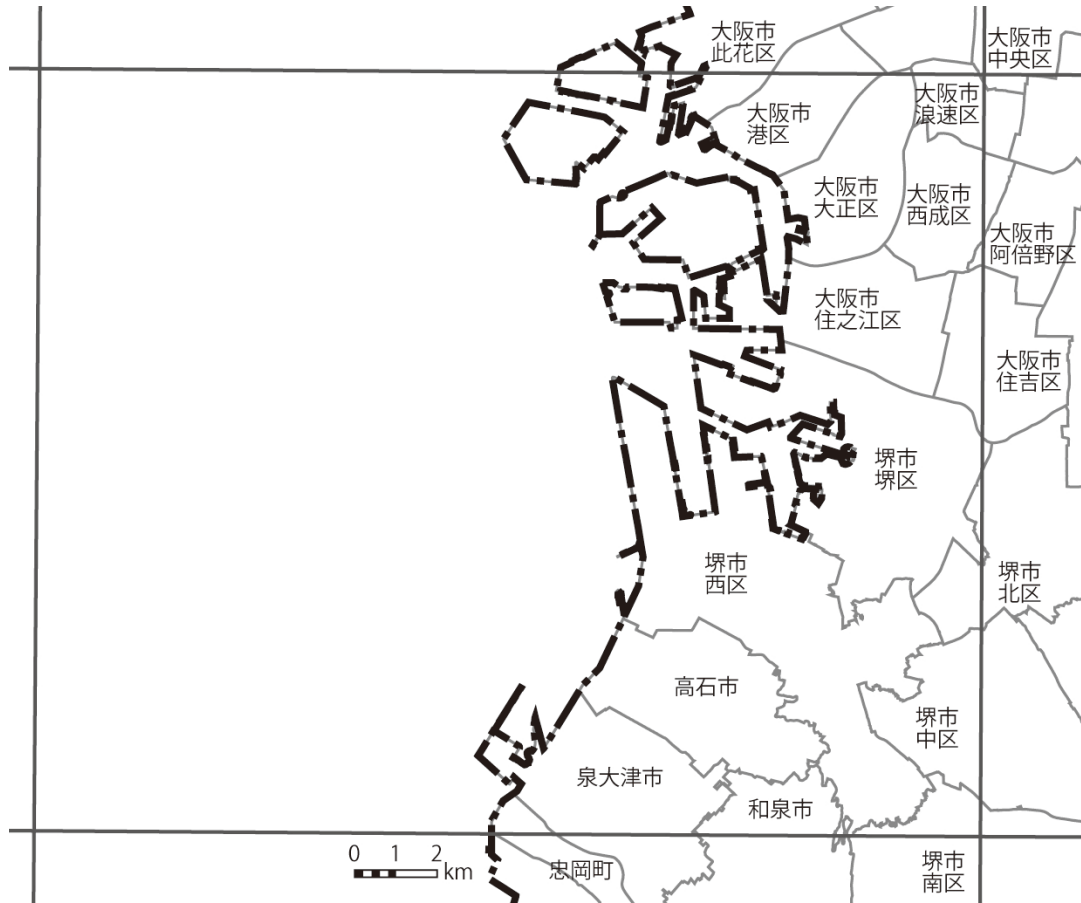 大阪市
此花区
大阪市
中央区
大阪市
浪速区
大阪市
港区
大阪市
大正区
大阪市
西成区
大阪市
阿倍野区
大阪市
住之江区
大阪市
住吉区
堺市
堺区
堺市
西区
堺市
北区
高石市
堺市
中区
泉大津市
和泉市
忠岡町
堺市
南区
0 1 2
km